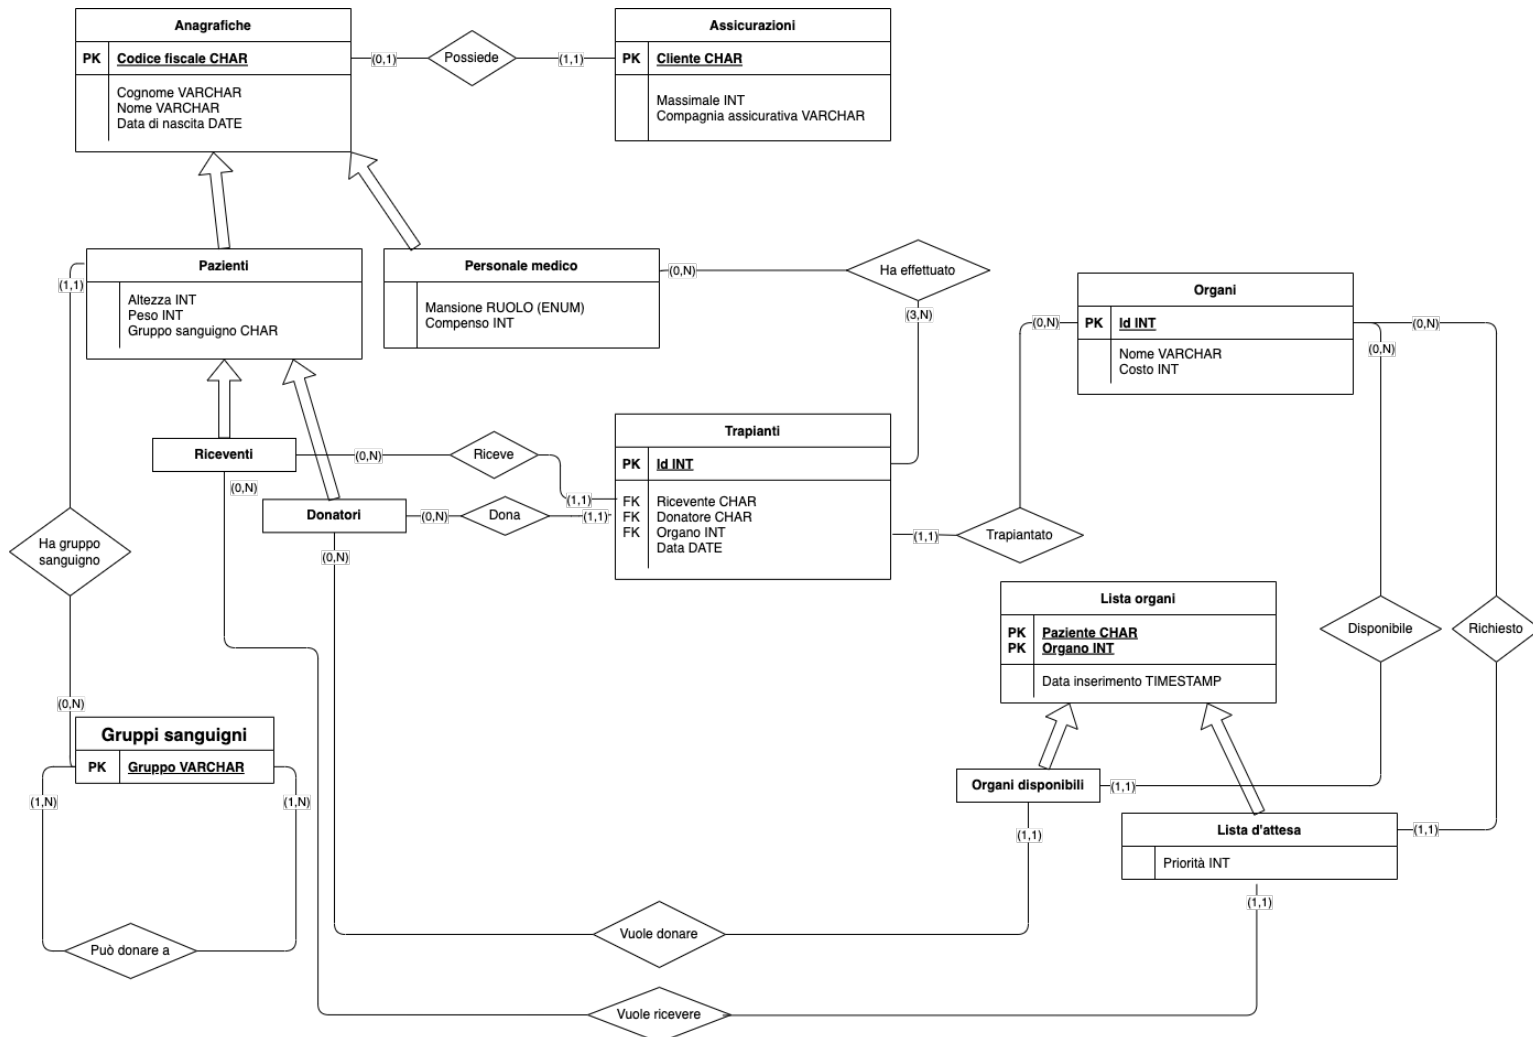 Anagrafiche
PK Codice fiscale CHAR
Cognome VARCHAR
Nome VARCHAR
Data di nascita DATE
(0,1)
Possiede
(1,1)
Assicurazioni
PK Cliente CHAR
Massimale INT
Compagnia assicurativa VARCHAR
Pazienti
Altezza INT
Peso INT
Gruppo sanguigno CHAR
(1,1)
Personale medico
Mansione RUOLO (ENUM)
Compenso INT
(0,N)
Ha effettuato
(3,N)
Organi
PK Id INT
Nome VARCHAR
Costo INT
(0,N)
(0,N)
(0,N)
Riceventi
(0,N)
Riceve
(1,1)
(0,N)
Donatori
(0,N)
Dona
(1,1)
(0,N)
Trapianti
PK Id INT
FK Ricevente CHAR
FK Donatore CHAR
FK Organo INT
Data DATE
(1,1)
Trapiantato
Ha gruppo
sanguigno
Lista organi
PK Paziente CHAR
PK Organo INT
Data inserimento TIMESTAMP
Disponibile
Richiesto
(0,N)
Gruppi sanguigni
PK Gruppo VARCHAR
(1,N)
(1,N)
Può donare a
Organi disponibili
(1,1)
(1,1)
Lista d'attesa
Priorità INT
(1,1)
(1,1)
Vuole donare
Vuole ricevere